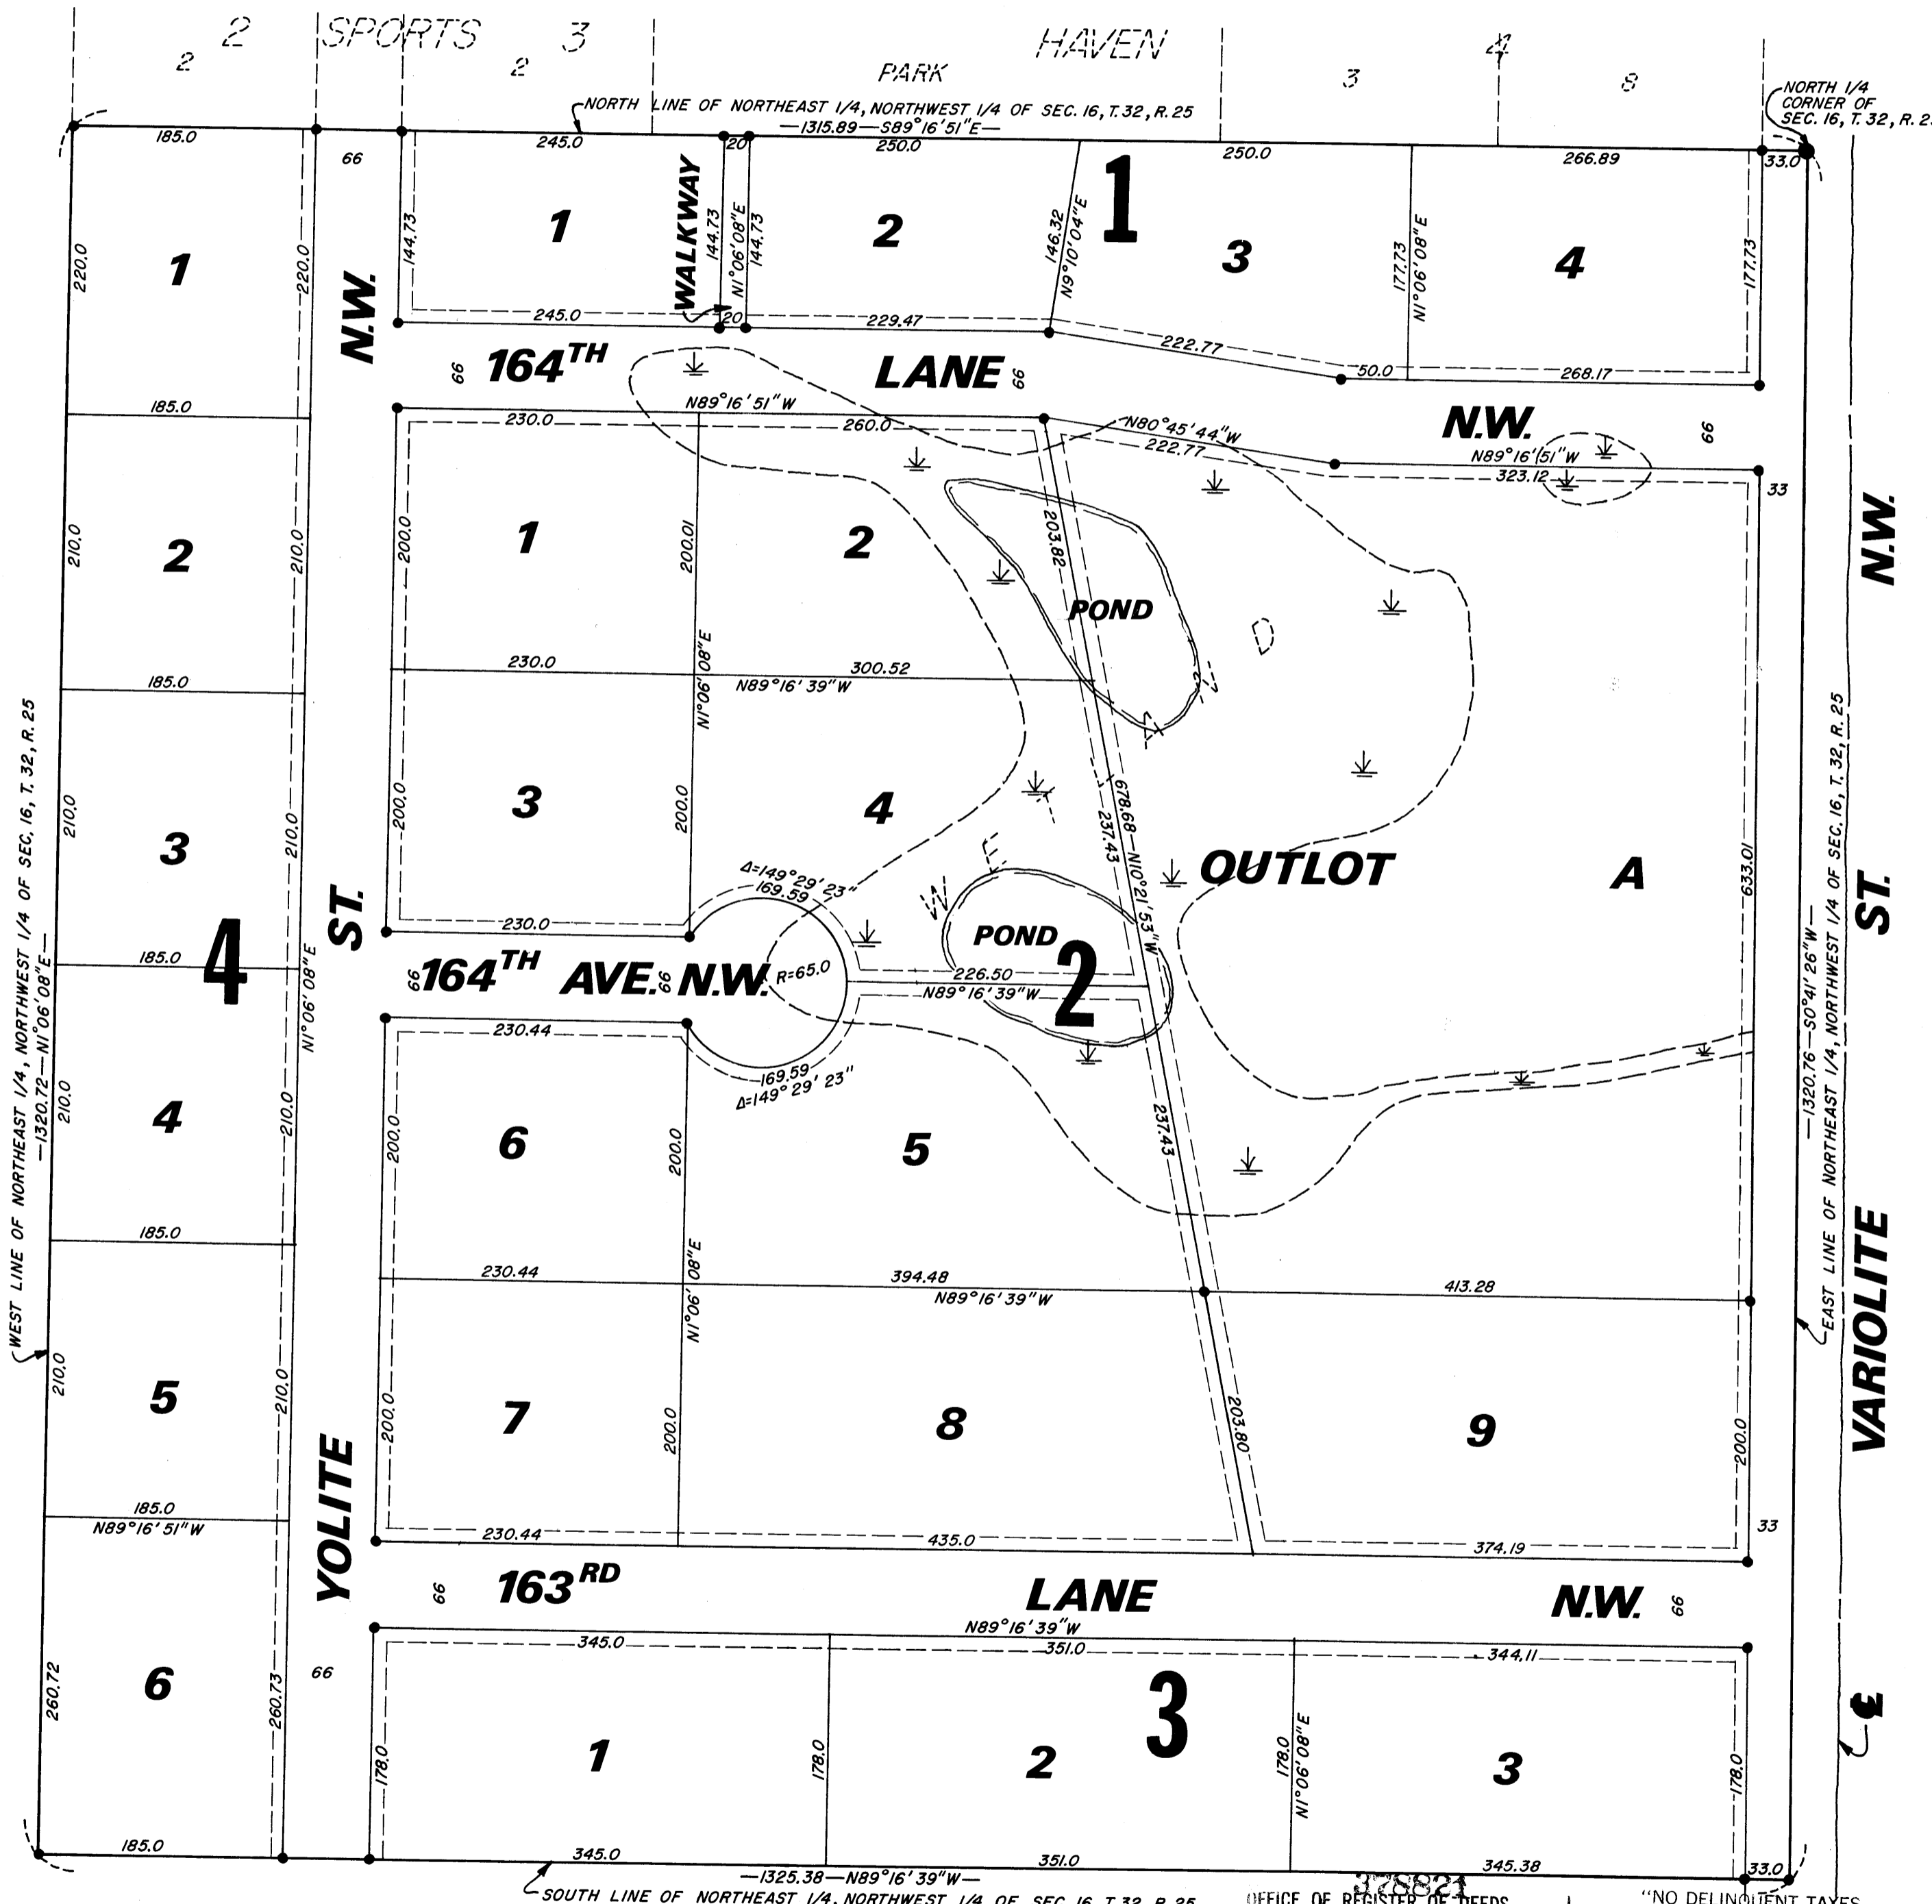 2 SPORTS 3 HAVEN 4
2 2 PARK 3 8
NORTH LINE OF NORTHEAST 1/4, NORTHWEST 1/4 OF SEC. 16, T. 32, R. 25
—1315.89—S89°16'51"E—
NORTH 1/4
CORNER OF
SEC. 16, T. 32, R. 2
185.0 66 245.0 20 250.0 250.0 266.89 33.0
1 220.0 220.0
144.73 1 WALKWAY 144.73 N1°06'08"E 144.73 2 146.32 N9°10'04"E 1 3 177.73 N1°06'08"E 4 177.73
245.0 20 229.47 222.77 50.0 268.17
N.W.
66 164TH LANE 66 N.W. 66
185.0
N89°16'51"W N80°45'44"W N89°16'51"W
230.0 260.0 222.77 323.12 33
2 210.0 210.0
200.0 1 200.01 2 203.82 POND
N.W.
230.0 N1°06'08"E 300.52
N89°16'39"W
185.0
3 210.0 210.0
200.0 3 200.0 4 237.43
WETLAND
678.68—N10°21'53"W
OUTLOT A 633.01
WEST LINE OF NORTHEAST 1/4, NORTHWEST 1/4 OF SEC. 16, T. 32, R. 25
—1320.72—N1°06'08"E—
EAST LINE OF NORTHEAST 1/4, NORTHWEST 1/4 OF SEC. 16, T. 32, R. 25
—1320.76—S0°41'26"W—
Δ=149°29'23"
169.59
ST.
ST.
230.0
185.0 4 N1°06'08"E
66 164TH AVE. 66 N.W. R=65.0
POND 2
226.50
N89°16'39"W
230.44
169.59
Δ=149°29'23"
4 210.0 210.0
200.0 6 200.0 5 237.43
185.0
230.44 N1°06'08"E 394.48 413.28
N89°16'39"W
VARIOLITE
5 210.0 210.0
200.0 7 200.0 8 203.80 9 200.0
185.0
N89°16'51"W
230.44 435.0 374.19 33
YOLITE
66 163RD LANE N.W. 66
N89°16'39"W
345.0 351.0 344.11
6 260.72 260.73 66
178.0 1 178.0 2 3 178.0 N1°06'08"E 3 178.0
℄
185.0 345.0 351.0 345.38 33.0
—1325.38—N89°16'39"W—
378821
SOUTH LINE OF NORTHEAST 1/4, NORTHWEST 1/4 OF SEC. 16, T. 32, R. 25
OFFICE OF REGISTER OF DEEDS
"NO DELINQUENT TAXES